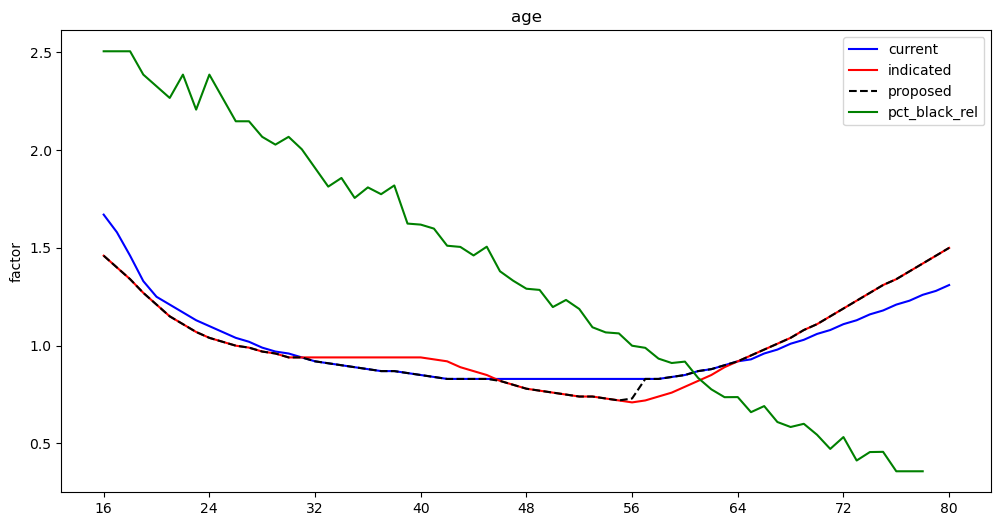 age
current
indicated
proposed
pct_black_rel
factor
2.5
2.0
1.5
1.0
0.5
16 24 32 40 48 56 64 72 80